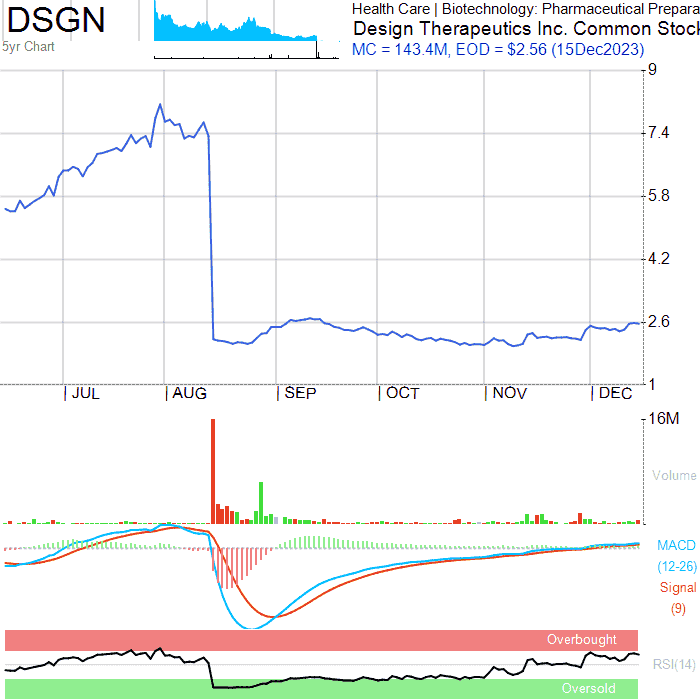 DSGN
5yr Chart
Health Care | Biotechnology: Pharmaceutical Prepara
Design Therapeutics Inc. Common Stock
MC = 143.4M, EOD = $2.56 (15Dec2023)
9
7.4
5.8
4.2
2.6
1
JUL AUG SEP OCT NOV DEC
16M
Volume
MACD
(12-26)
Signal
(9)
Overbought
RSI(14)
Oversold